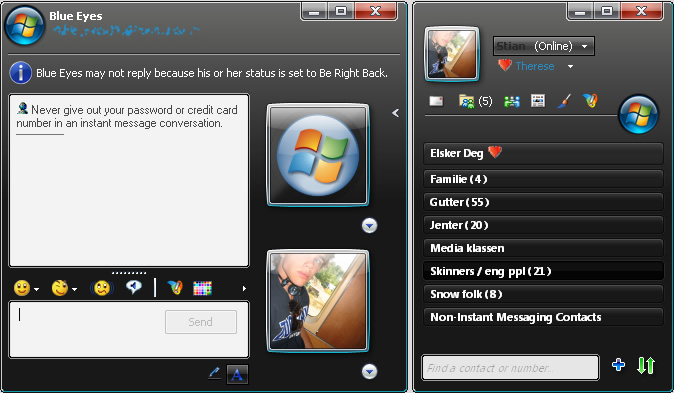 Blue Eyes
Blue Eyes may not reply because his or her status is set to Be Right Back.
Never give out your password or credit card
number in an instant message conversation.
Send
A
Stian (Online)
Therese
(5)
Elsker Deg
Familie (4)
Gutter (55)
Jenter (20)
Media klassen
Skinners / eng ppl (21)
Snow folk (8)
Non-Instant Messaging Contacts
Find a contact or number...